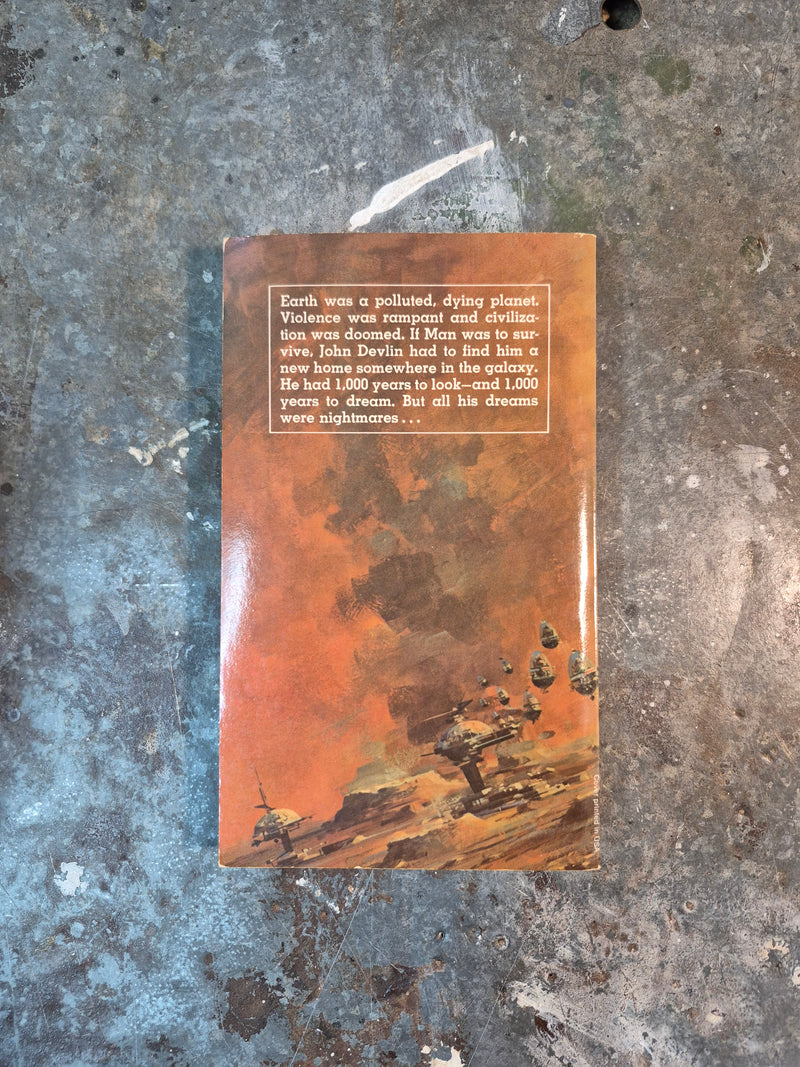 Earth was a polluted, dying planet.
Violence was rampant and civiliza-
tion was doomed. If Man was to sur-
vive, John Devlin had to find him a
new home somewhere in the galaxy.
He had 1,000 years to look—and 1,000
years to dream. But all his dreams
were nightmares...
Cover printed in USA